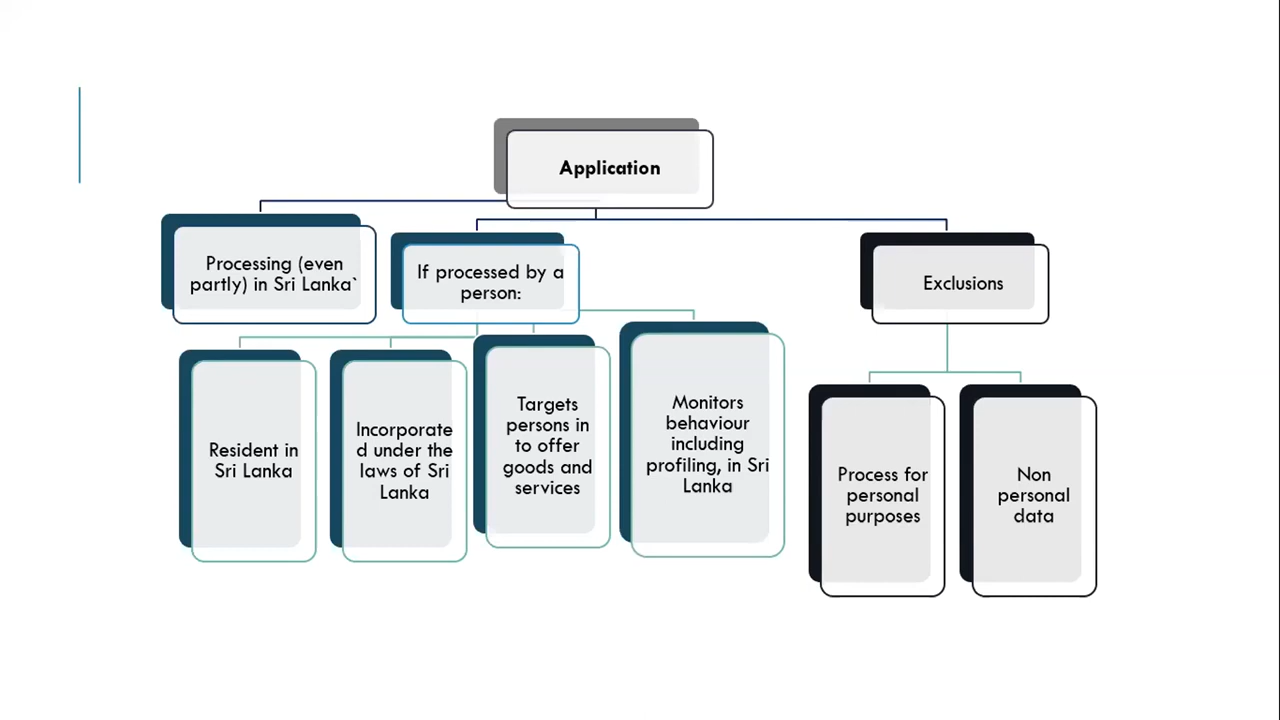 Application
Processing (even
partly) in Sri Lanka`
If processed by a
person:
Exclusions
Resident in
Sri Lanka
Incorporate
d under the
laws of Sri
Lanka
Targets
persons in
to offer
goods and
services
Monitors
behaviour
including
profiling, in Sri
Lanka
Process for
personal
purposes
Non
personal
data